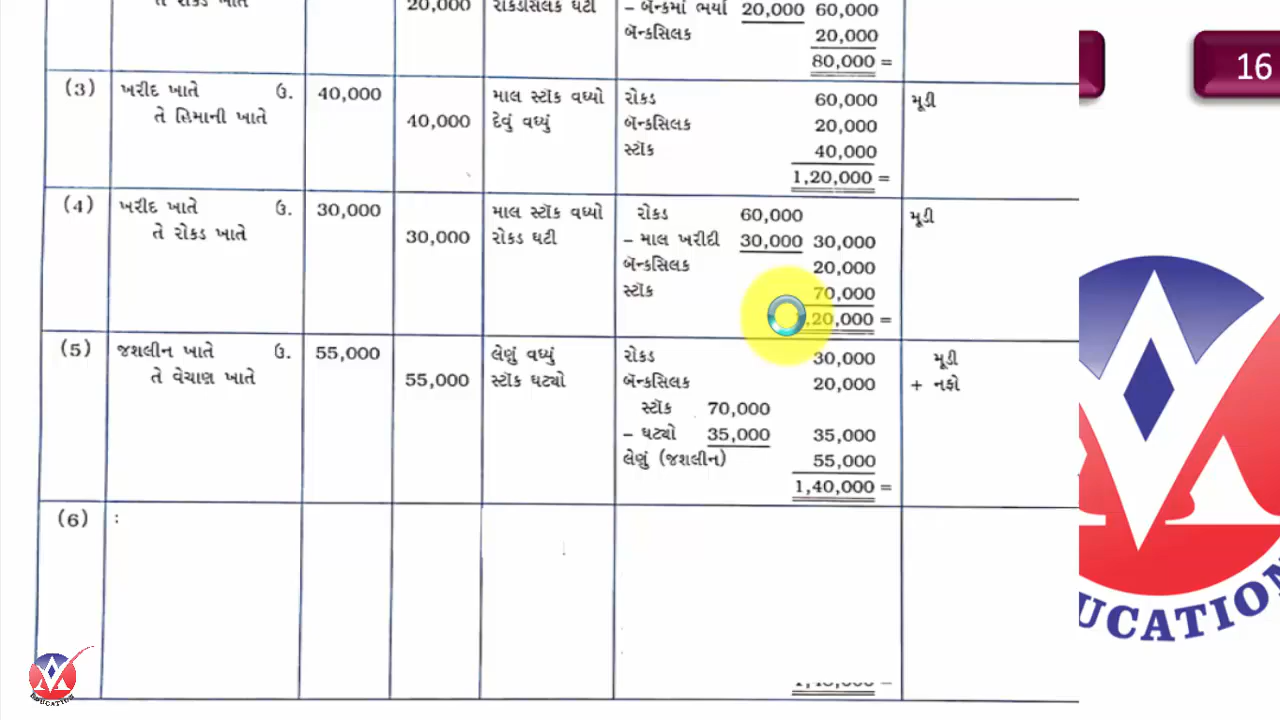 તે રોકડ ખાતે 20,000 રોકડસિલક ઘટી – બૅન્કમાં ભર્યા 20,000 60,000
બૅન્કસિલક 20,000
80,000 =
16
(3) ખરીદ ખાતે ઉ. 40,000 માલ સ્ટૉક વધ્યો રોકડ 60,000 મૂડી
તે હિમાની ખાતે 40,000 દેવું વધ્યું બૅન્કસિલક 20,000
સ્ટૉક 40,000
1,20,000 =
(4) ખરીદ ખાતે ઉ. 30,000 માલ સ્ટૉક વધ્યો રોકડ 60,000 મૂડી
તે રોકડ ખાતે 30,000 રોકડ ઘટી – માલ ખરીદી 30,000 30,000
બૅન્કસિલક 20,000
સ્ટૉક 70,000
,20,000 =
(5) જશલીન ખાતે ઉ. 55,000 લેણું વધ્યું રોકડ 30,000 મૂડી
તે વેચાણ ખાતે 55,000 સ્ટૉક ઘટ્યો બૅન્કસિલક 20,000 + નફો
સ્ટૉક 70,000
– ઘટ્યો 35,000 35,000
લેણું (જશલીન) 55,000
1,40,000 =
(6) :
UCATION
EDUCATION